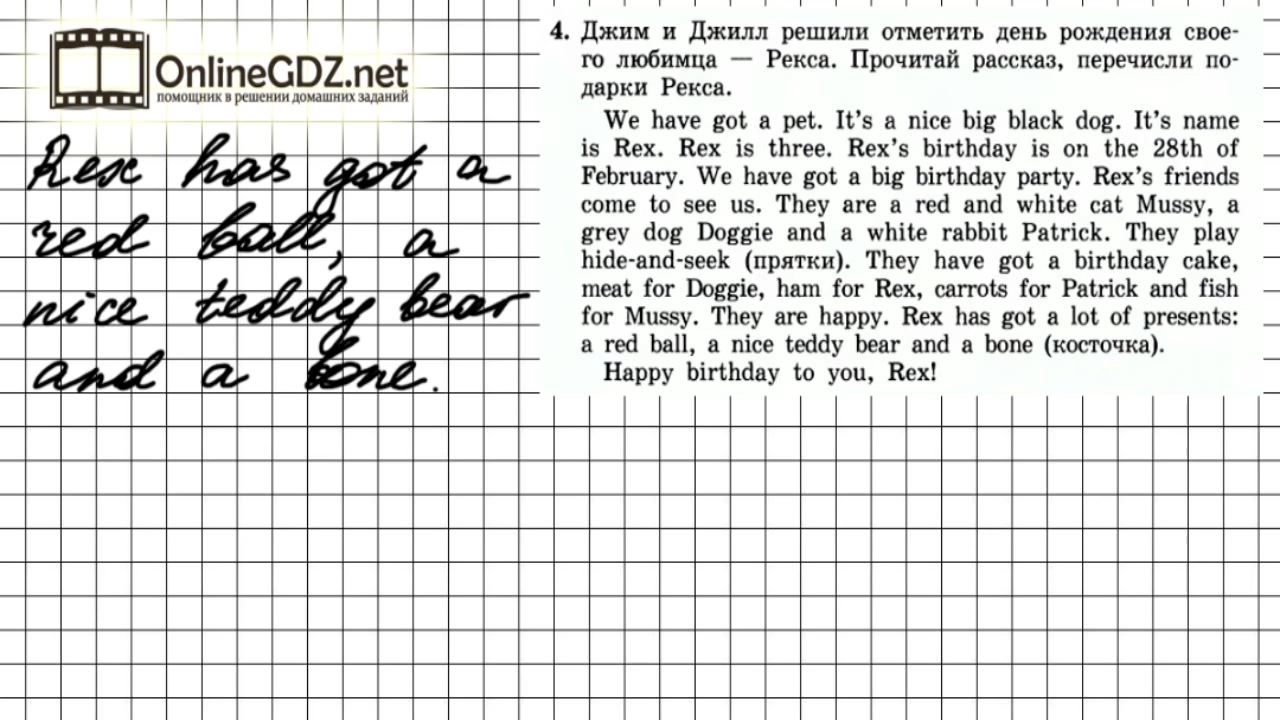 OnlineGDZ.net
помощник в решении домашних заданий
Rex has got a
red ball, a
nice teddy bear
and a bone.
4. Джим и Джилл решили отметить день рождения свое-
го любимца — Рекса. Прочитай рассказ, перечисли по-
дарки Рекса.
We have got a pet. It's a nice big black dog. It's name
is Rex. Rex is three. Rex's birthday is on the 28th of
February. We have got a big birthday party. Rex's friends
come to see us. They are a red and white cat Mussy, a
grey dog Doggie and a white rabbit Patrick. They play
hide-and-seek (прятки). They have got a birthday cake,
meat for Doggie, ham for Rex, carrots for Patrick and fish
for Mussy. They are happy. Rex has got a lot of presents:
a red ball, a nice teddy bear and a bone (косточка).
Happy birthday to you, Rex!